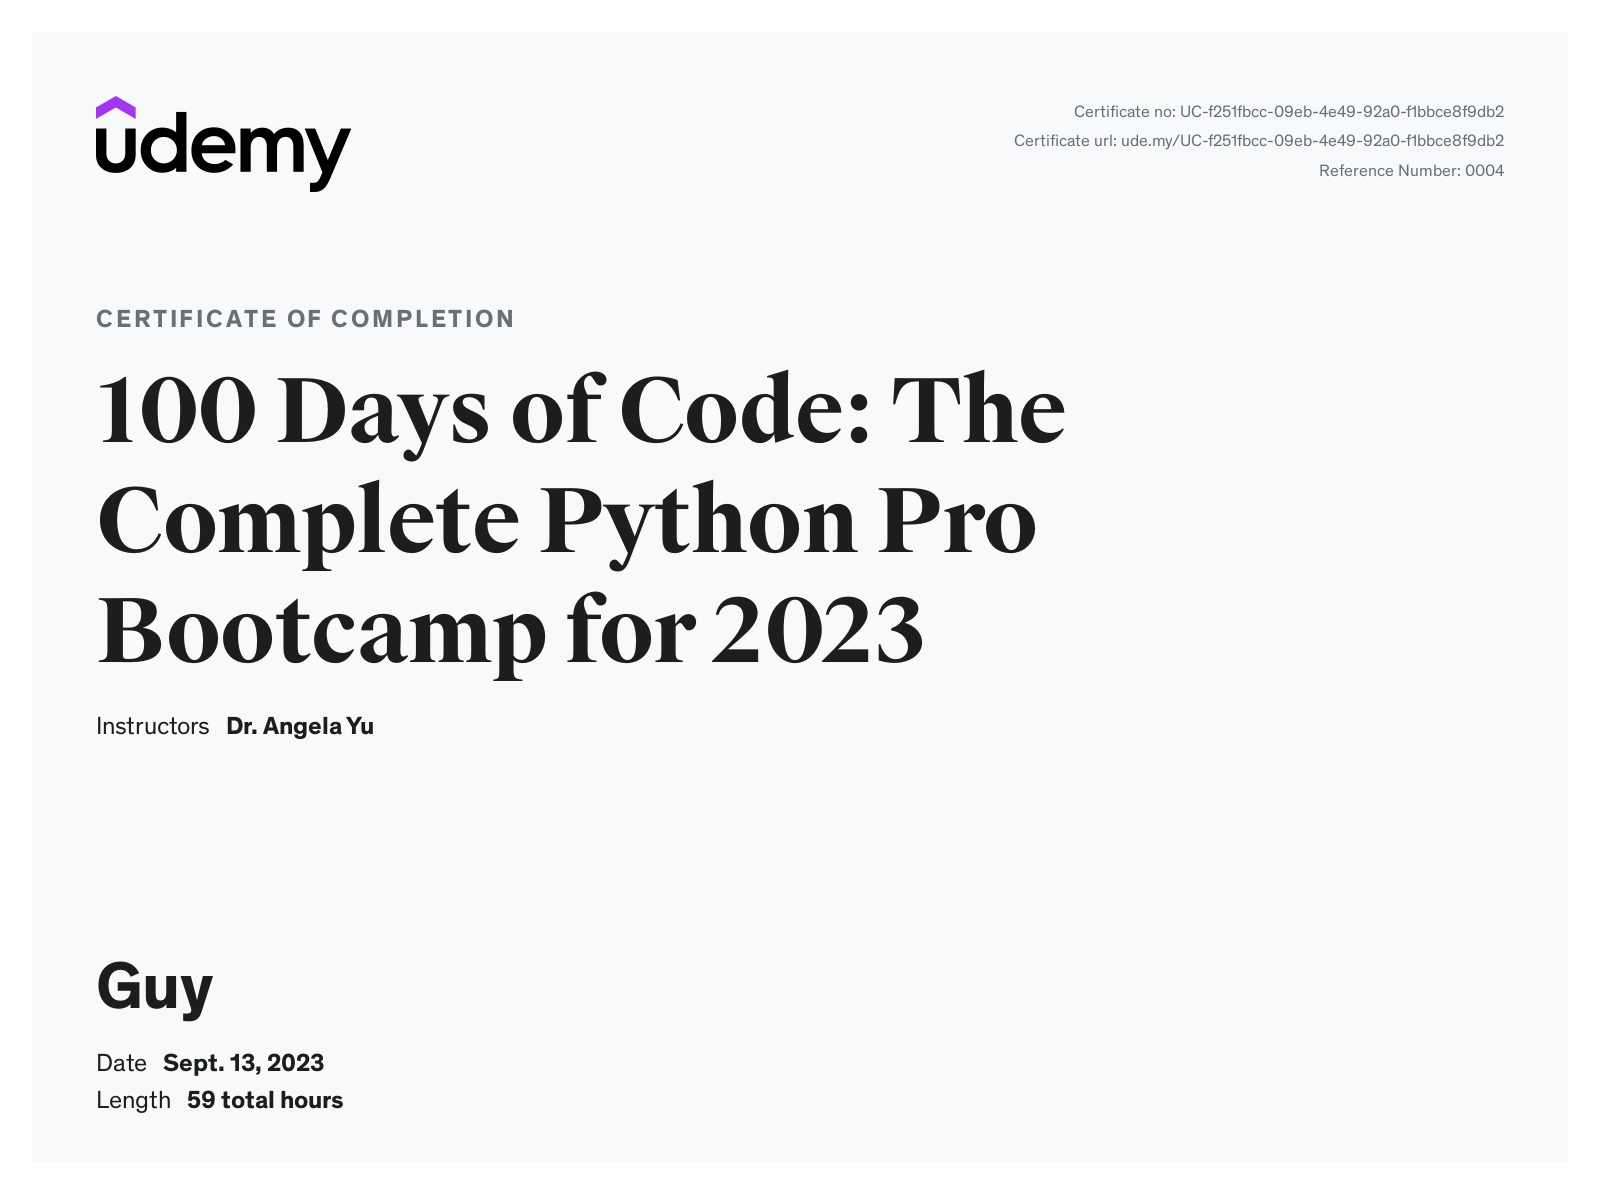 udemy
Certificate no: UC-f251fbcc-09eb-4e49-92a0-f1bbce8f9db2
Certificate url: ude.my/UC-f251fbcc-09eb-4e49-92a0-f1bbce8f9db2
Reference Number: 0004
CERTIFICATE OF COMPLETION
100 Days of Code: The
Complete Python Pro
Bootcamp for 2023
Instructors Dr. Angela Yu
Guy
Date Sept. 13, 2023
Length 59 total hours